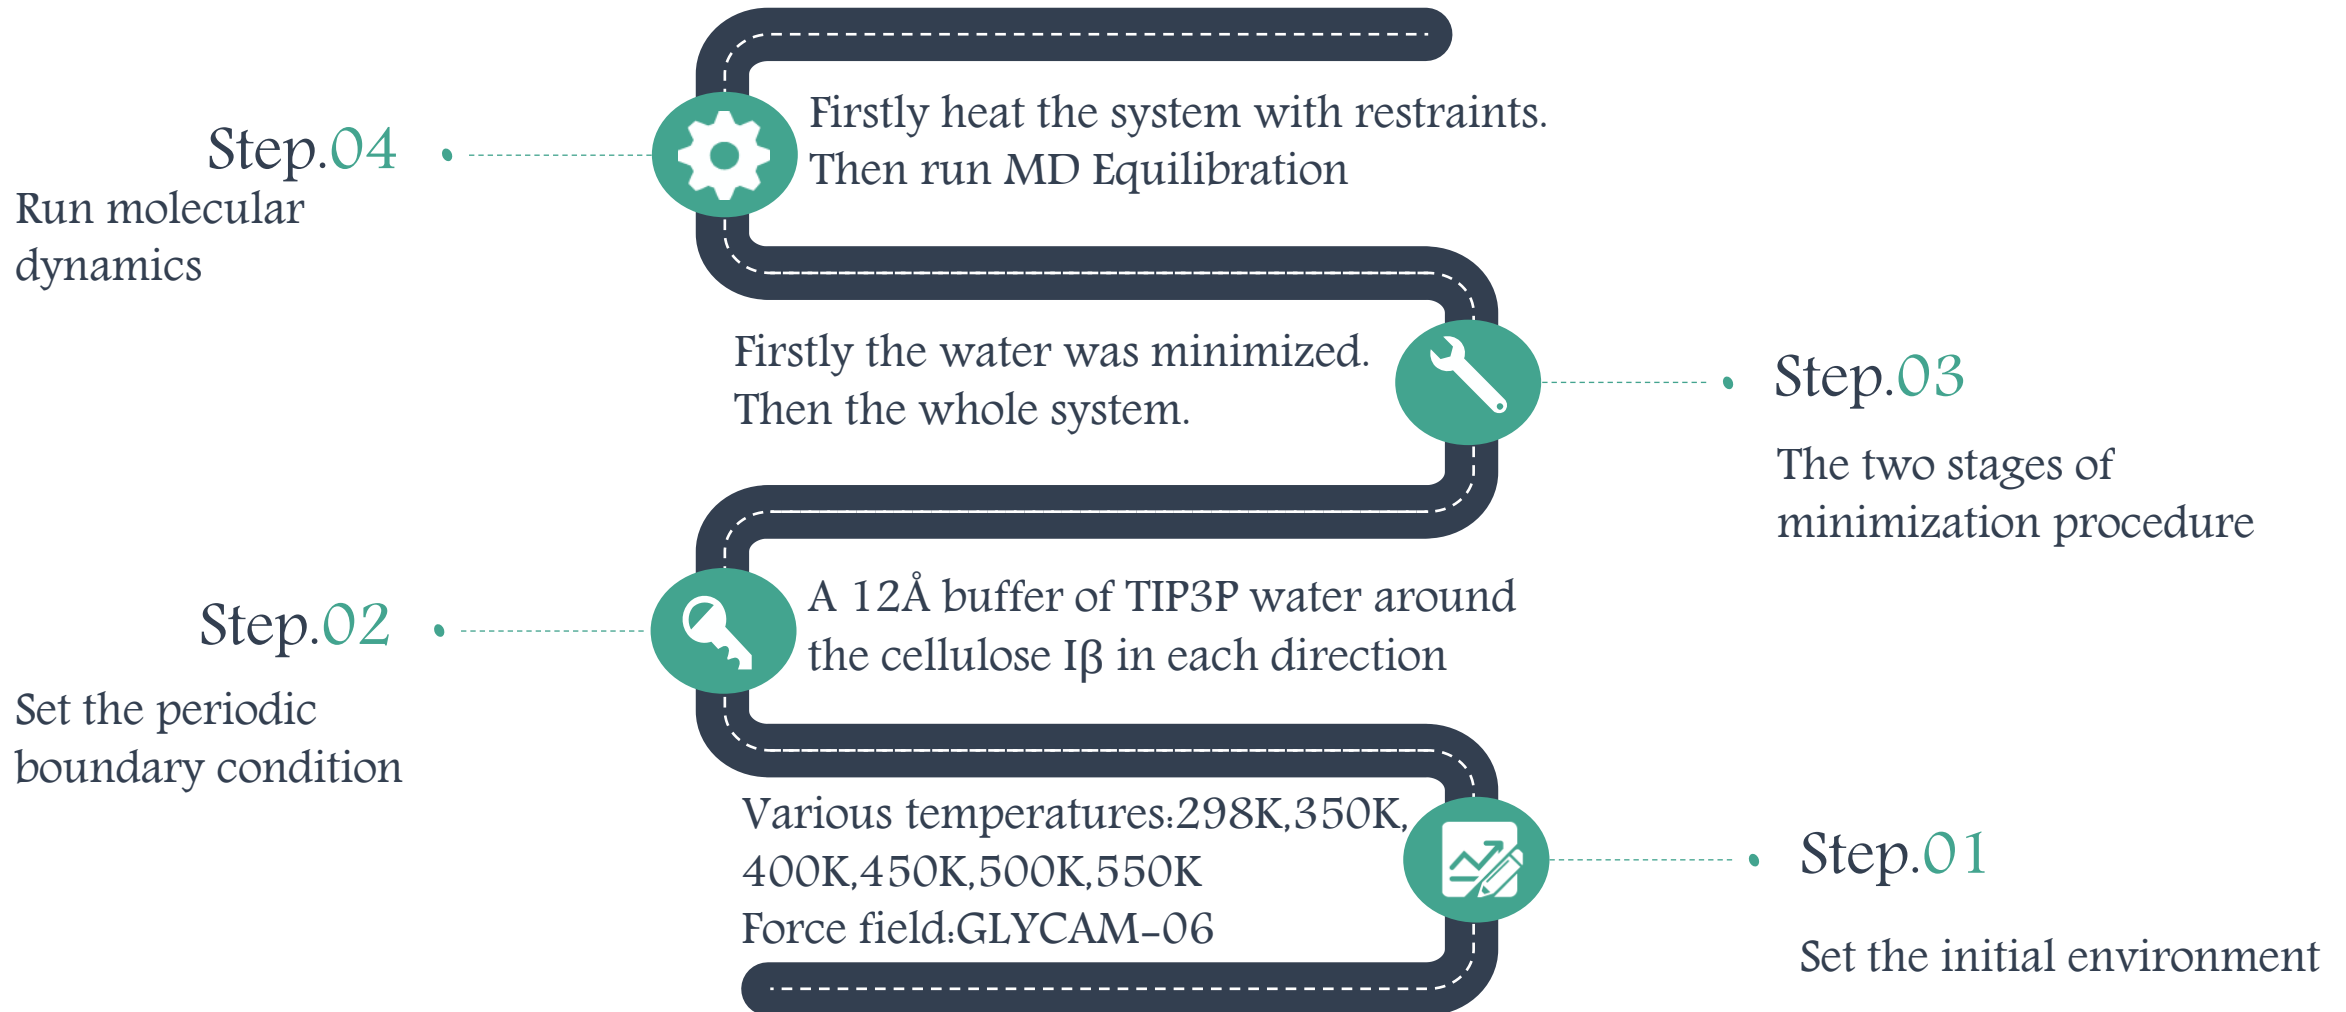 Step.04
Run molecular
dynamics
Firstly heat the system with restraints.
Then run MD Equilibration
Firstly the water was minimized.
Then the whole system.
Step.03
The two stages of
minimization procedure
Step.02
Set the periodic
boundary condition
A 12Å buffer of TIP3P water around
the cellulose Iβ in each direction
Various temperatures:298K,350K,
400K,450K,500K,550K
Force field:GLYCAM-06
Step.01
Set the initial environment